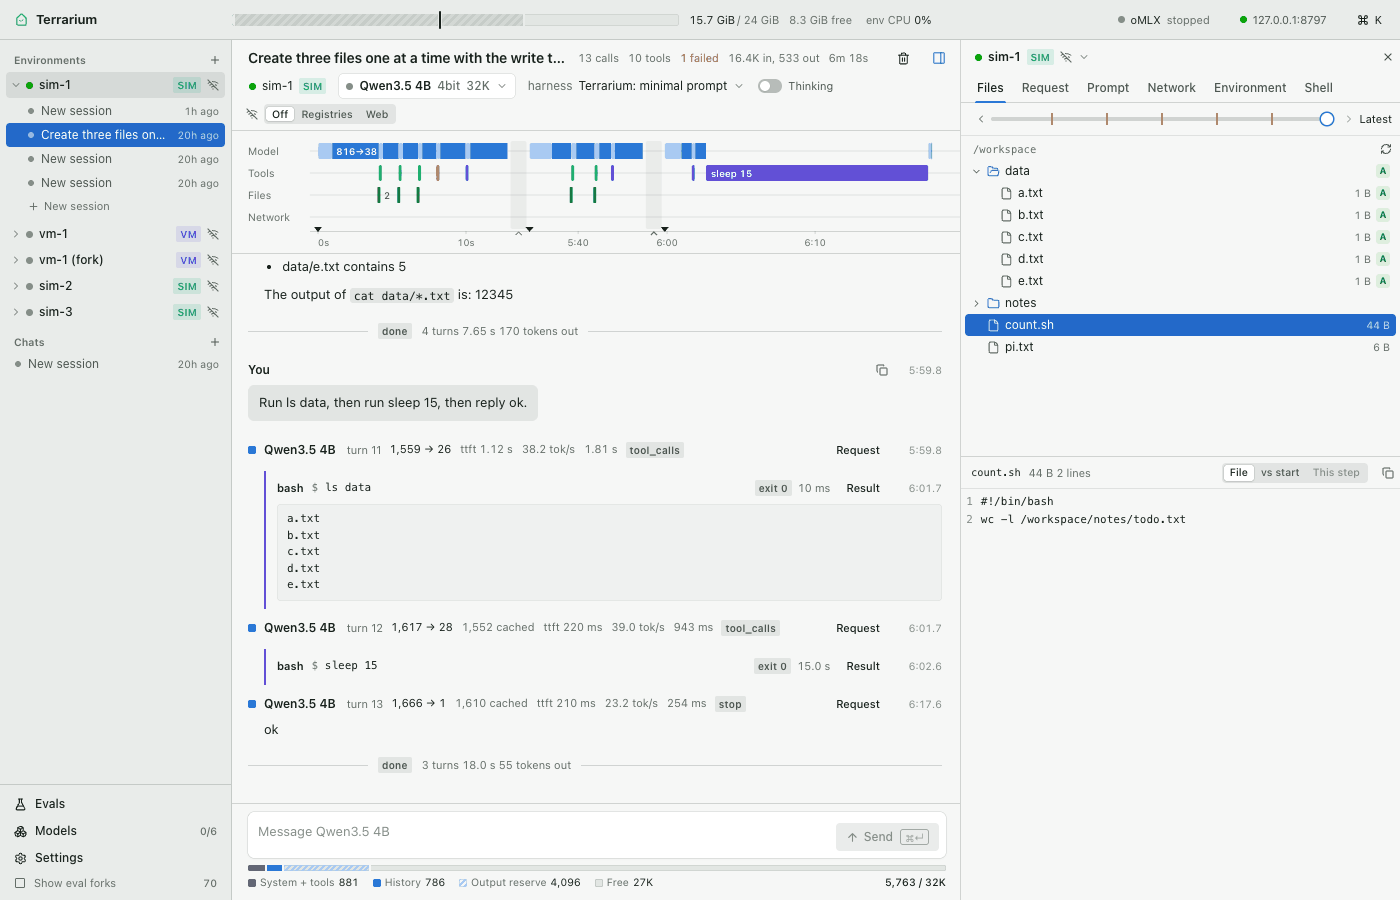 Terrarium
15.7 GiB / 24 GiB 8.3 GiB free env CPU 0%
oMLX stopped
127.0.0.1:8797
⌘ K
Environments +
sim-1 SIM
New session 1h ago
Create three files on... 20h ago
New session 20h ago
New session 20h ago
+ New session
vm-1 VM
vm-1 (fork) VM
sim-2 SIM
sim-3 SIM
Chats +
New session 20h ago
Evals
Models 0/6
Settings
Show eval forks 70
Create three files one at a time with the write t... 13 calls 10 tools 1 failed 16.4K in, 533 out 6m 18s
sim-1 SIM Qwen3.5 4B 4bit 32K harness Terrarium: minimal prompt Thinking
Off Registries Web
Model 816→38
Tools sleep 15
Files 2
Network
0s 10s 5:40 6:00 6:10
• data/e.txt contains 5
The output of cat data/*.txt is: 12345
done 4 turns 7.65 s 170 tokens out
You 5:59.8
Run ls data, then run sleep 15, then reply ok.
Qwen3.5 4B turn 11 1,559 → 26 ttft 1.12 s 38.2 tok/s 1.81 s tool_calls Request 5:59.8
bash $ ls data exit 0 10 ms Result 6:01.7
a.txt
b.txt
c.txt
d.txt
e.txt
Qwen3.5 4B turn 12 1,617 → 28 1,552 cached ttft 220 ms 39.0 tok/s 943 ms tool_calls Request 6:01.7
bash $ sleep 15 exit 0 15.0 s Result 6:02.6
Qwen3.5 4B turn 13 1,666 → 1 1,610 cached ttft 210 ms 23.2 tok/s 254 ms stop Request 6:17.6
ok
done 3 turns 18.0 s 55 tokens out
Message Qwen3.5 4B
↑ Send ⌘↵
System + tools 881 History 786 Output reserve 4,096 Free 27K 5,763 / 32K
sim-1 SIM
Files Request Prompt Network Environment Shell
Latest
/workspace
data A
a.txt 1 B A
b.txt 1 B A
c.txt 1 B A
d.txt 1 B A
e.txt 1 B A
notes
count.sh 44 B
pi.txt 6 B
count.sh 44 B 2 lines File vs start This step
1 #!/bin/bash
2 wc -l /workspace/notes/todo.txt